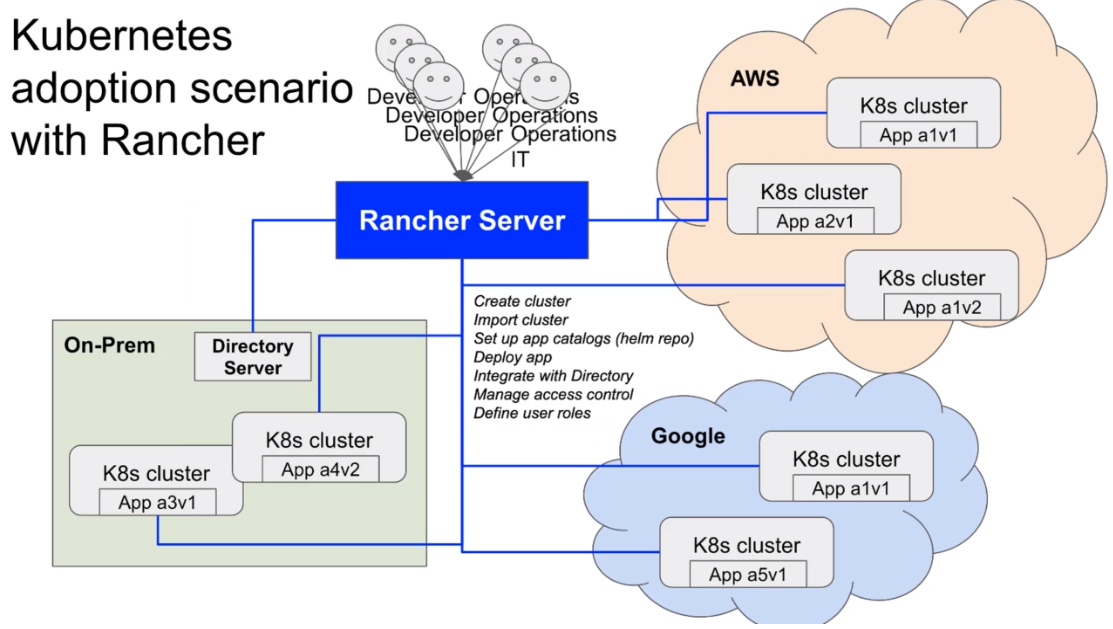 Kubernetes
adoption scenario
with Rancher
Operations
Developer Operations
Developer Operations
IT
Rancher Server
AWS
K8s cluster
App a1v1
K8s cluster
App a2v1
K8s cluster
App a1v2
Create cluster
Import cluster
Set up app catalogs (helm repo)
Deploy app
Integrate with Directory
Manage access control
Define user roles
On-Prem
Directory
Server
K8s cluster
App a4v2
K8s cluster
App a3v1
Google
K8s cluster
App a1v1
K8s cluster
App a5v1